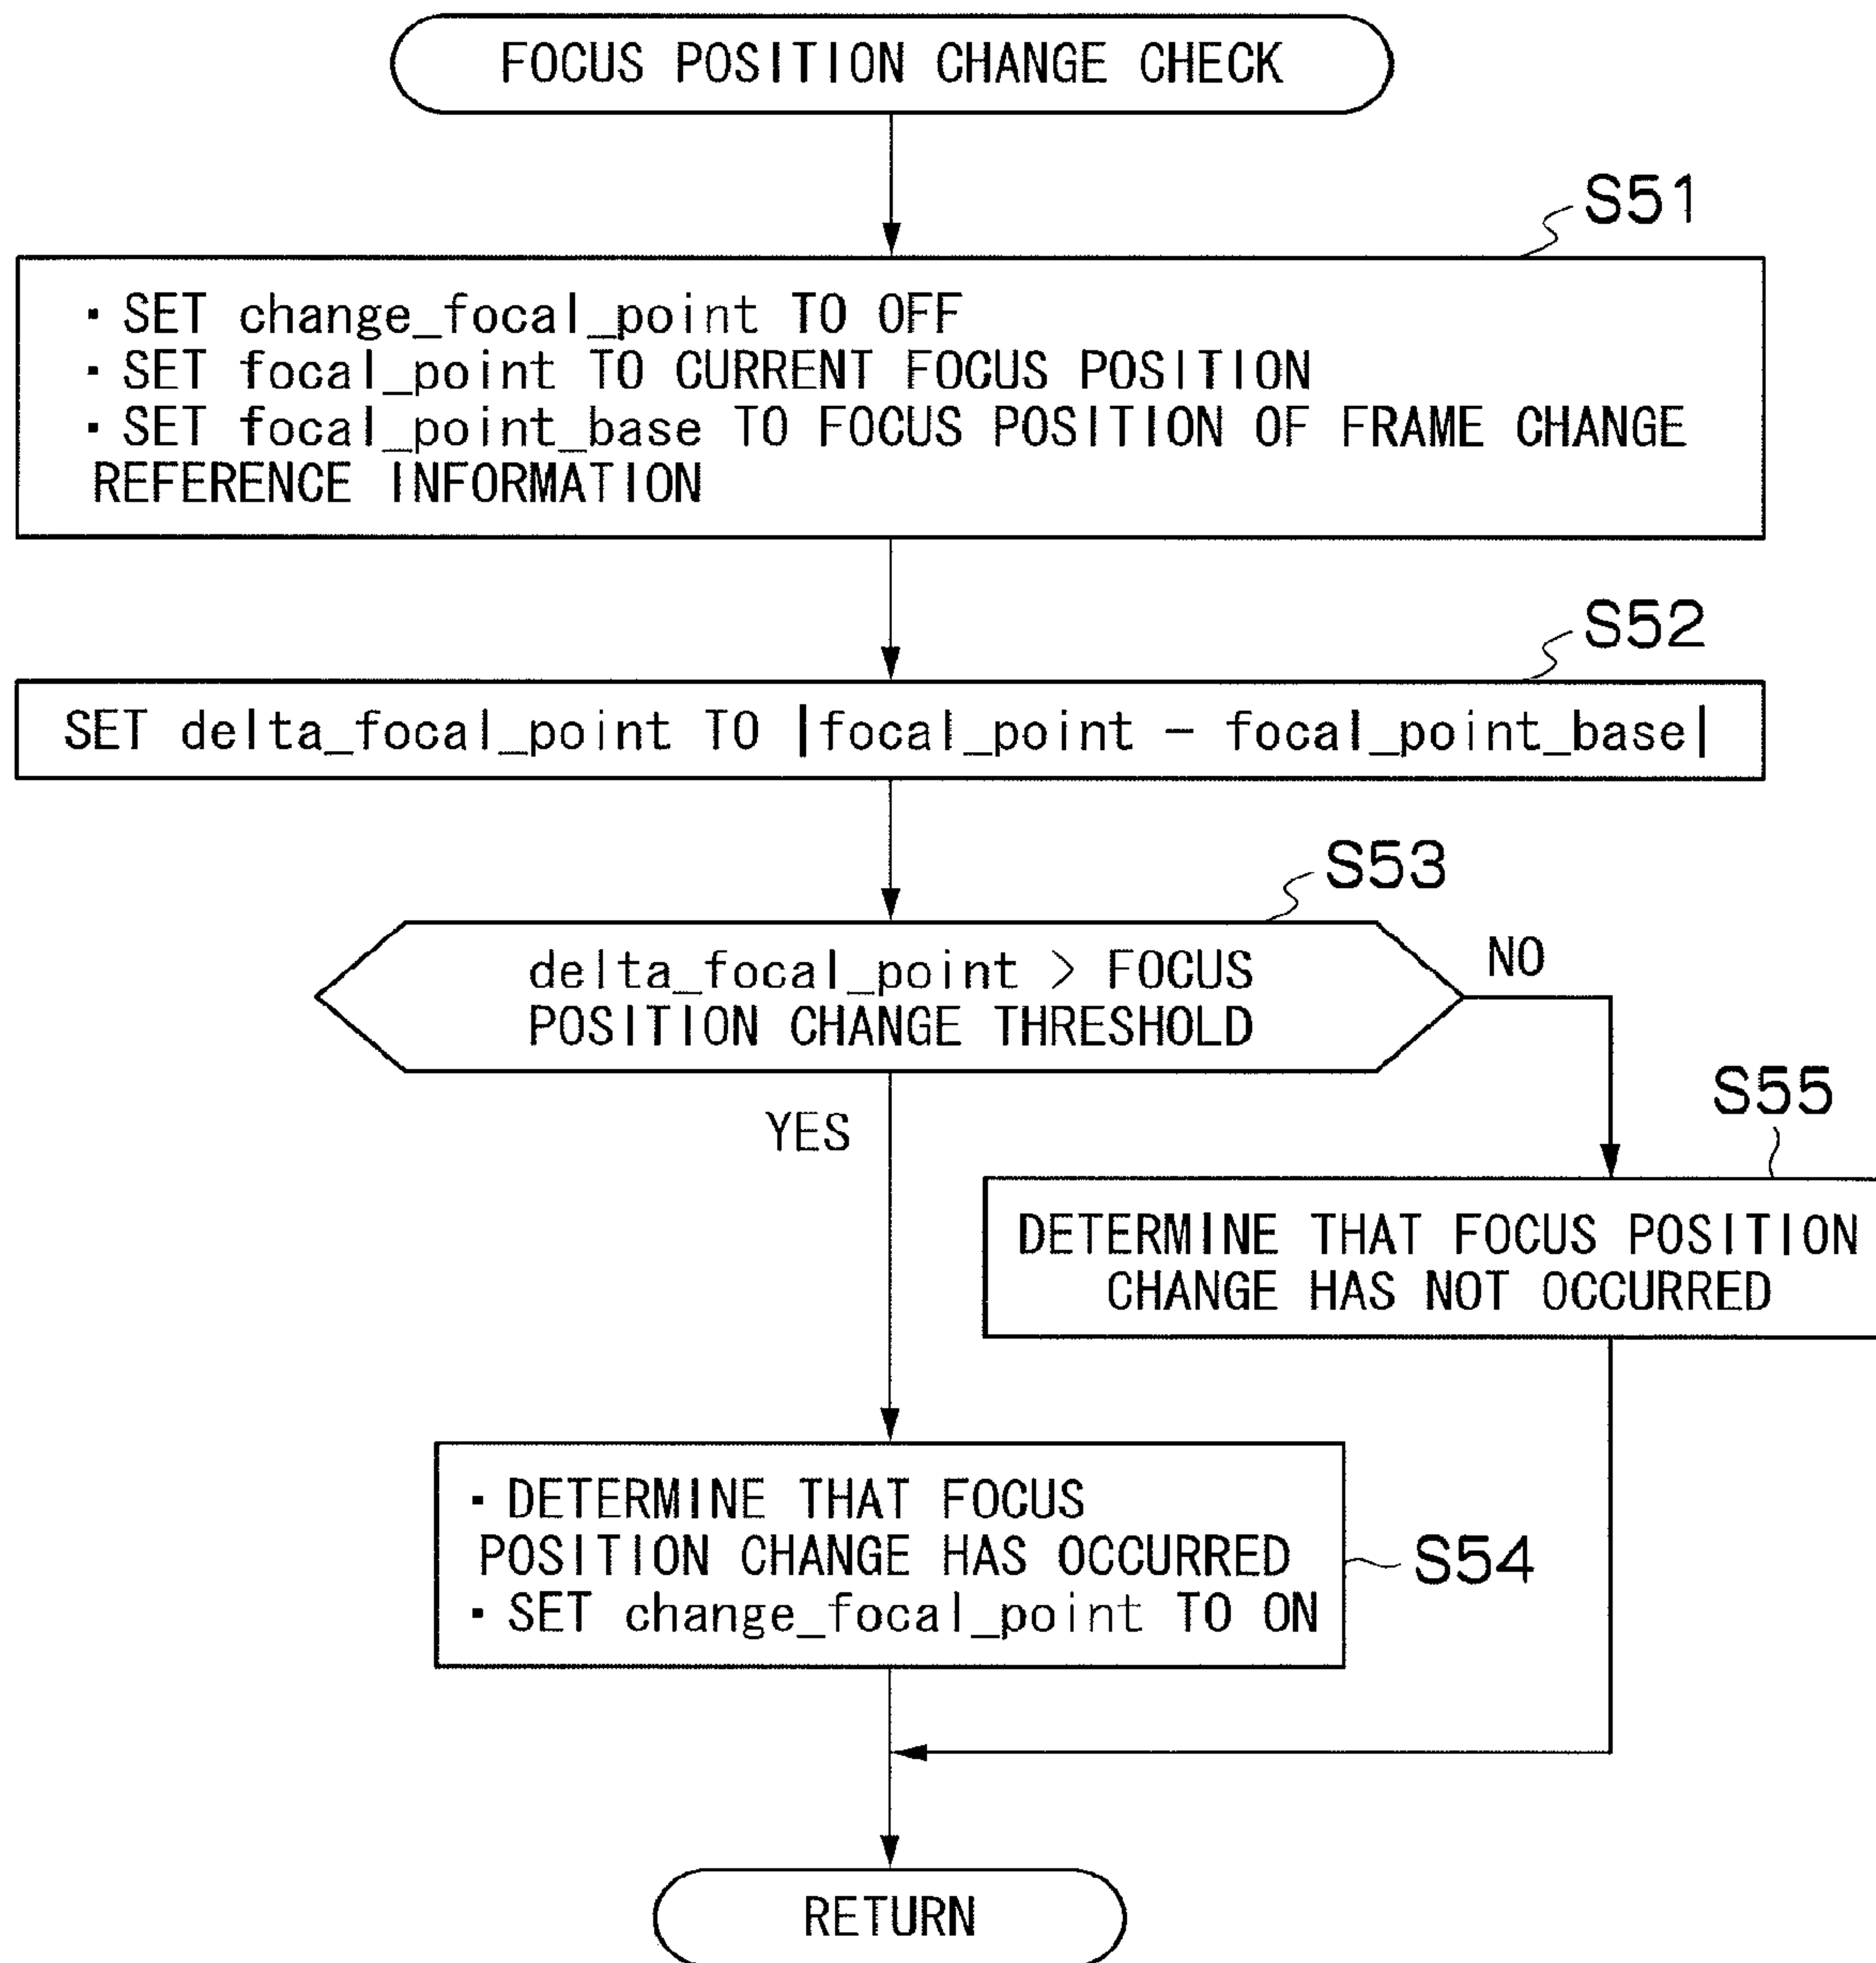 FOCUS POSITION CHANGE CHECK
S51
· SET change_focal_point TO OFF
· SET focal_point TO CURRENT FOCUS POSITION
· SET focal_point_base TO FOCUS POSITION OF FRAME CHANGE
REFERENCE INFORMATION
S52
SET delta_focal_point TO |focal_point - focal_point_base|
S53
delta_focal_point > FOCUS
POSITION CHANGE THRESHOLD
NO
YES
S55
DETERMINE THAT FOCUS POSITION
CHANGE HAS NOT OCCURRED
· DETERMINE THAT FOCUS
POSITION CHANGE HAS OCCURRED
· SET change_focal_point TO ON
S54
RETURN